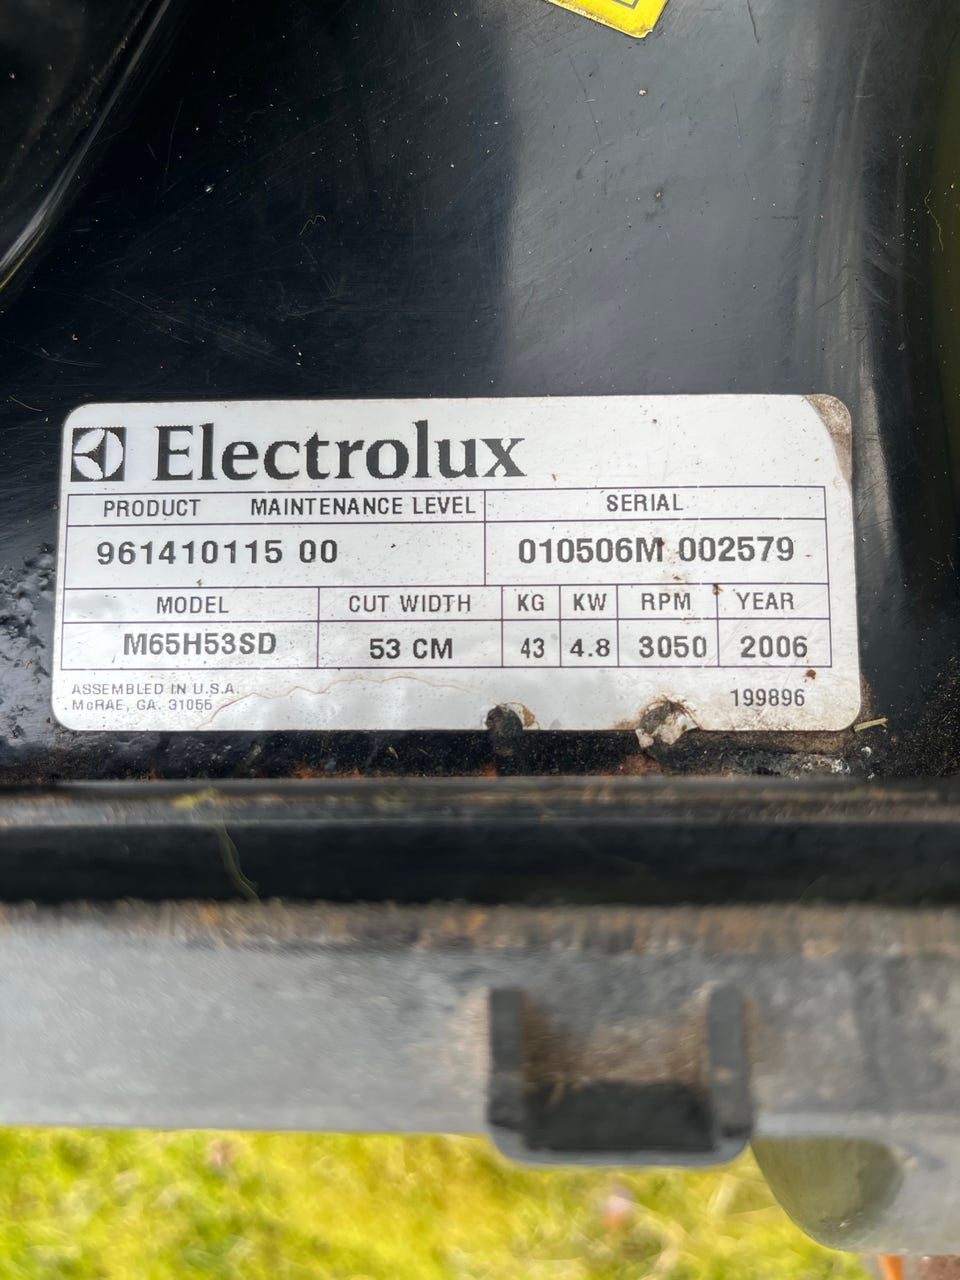 Electrolux
PRODUCT MAINTENANCE LEVEL SERIAL
961410115 00 010506M 002579
MODEL CUT WIDTH KG KW RPM YEAR
M65H53SD 53 CM 43 4.8 3050 2006
ASSEMBLED IN U.S.A.
McRAE, GA. 31055 199896